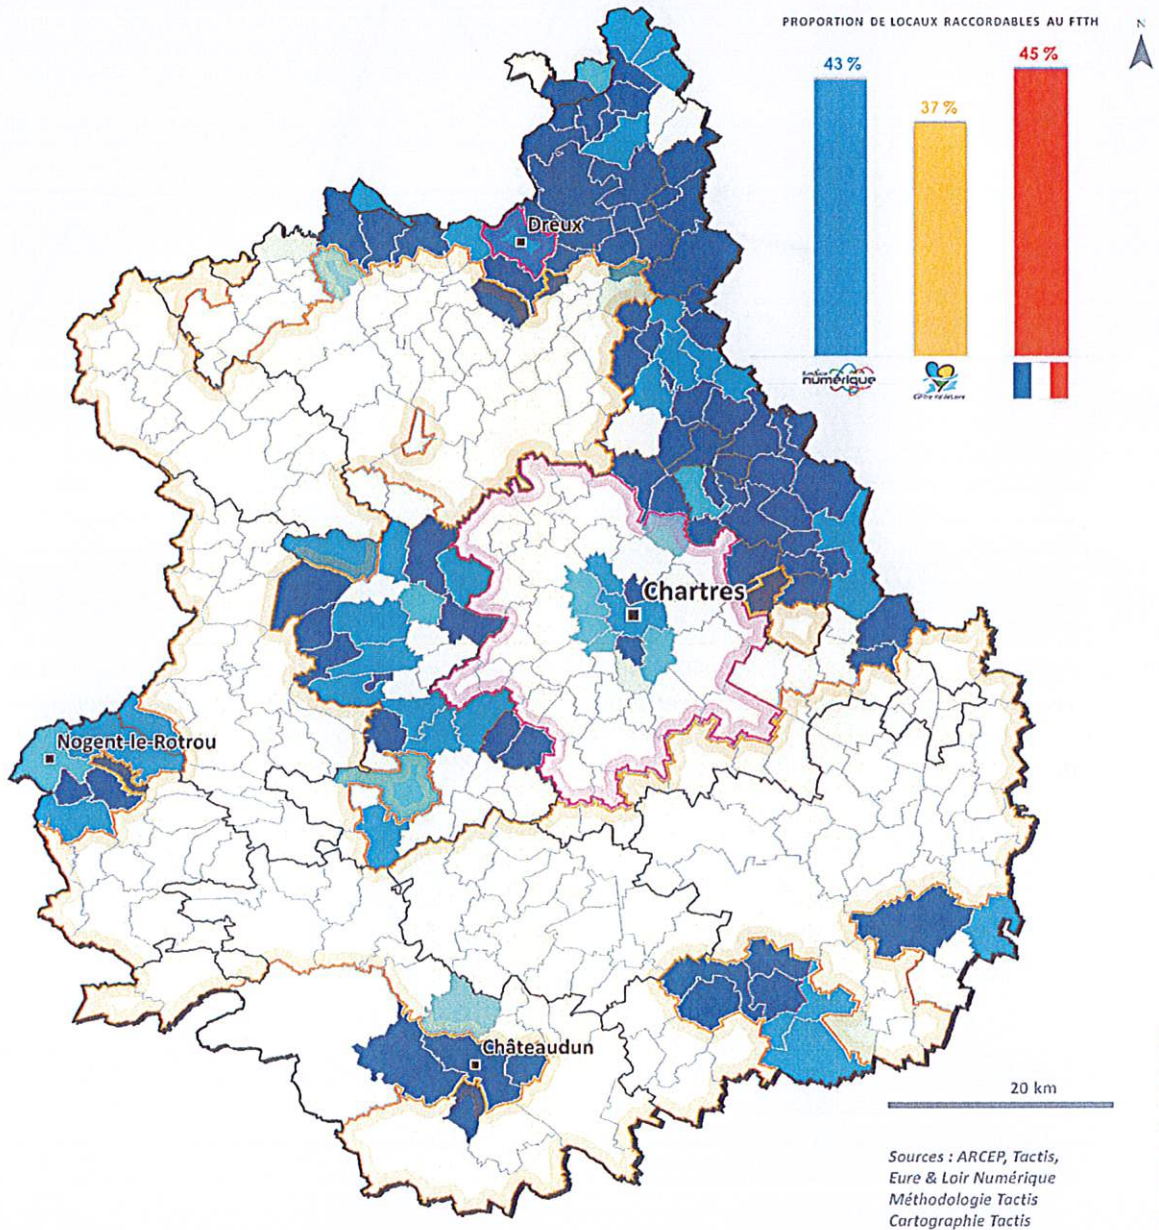 PROPORTION DE LOCAUX RACCORDABLES AU FTTH
N
43 %
37 %
45 %
numérique
Dreux
Chartres
Nogent-le-Rotrou
Châteaudun
20 km
Sources : ARCEP, Tactis,
Eure & Loir Numérique
Méthodologie Tactis
Cartographie Tactis